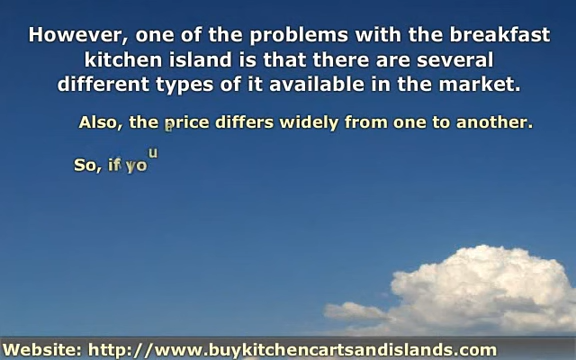 However, one of the problems with the breakfast
kitchen island is that there are several
different types of it available in the market.
Also, the price differs widely from one to another.
So, if you
Website: http://www.buykitchencartsandislands.com